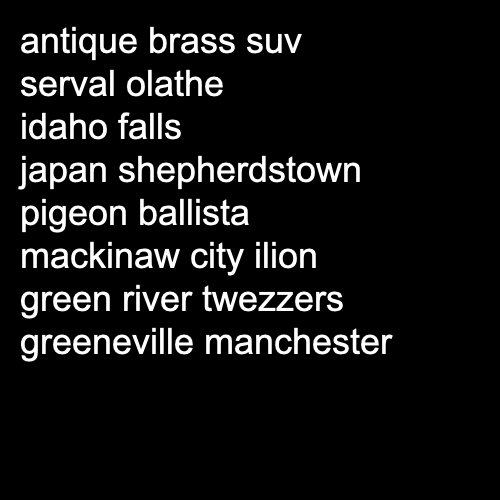 antique brass suv
serval olathe
idaho falls
japan shepherdstown
pigeon ballista
mackinaw city ilion
green river twezzers
greeneville manchester